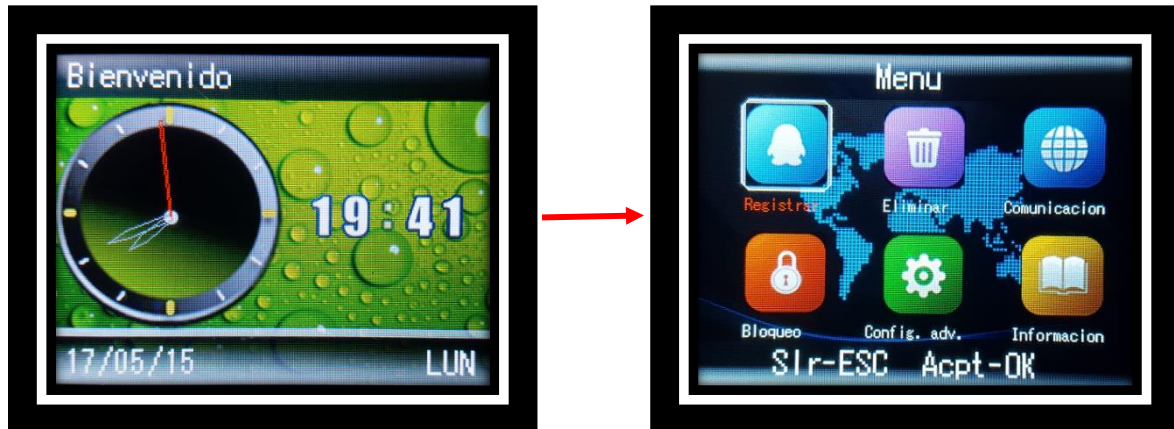 Bienvenido
19:41
17/05/15 LUN
Menu
Registrar Eliminar Comunicacion
Bloqueo Config. adv. Informacion
Slr-ESC Acpt-OK